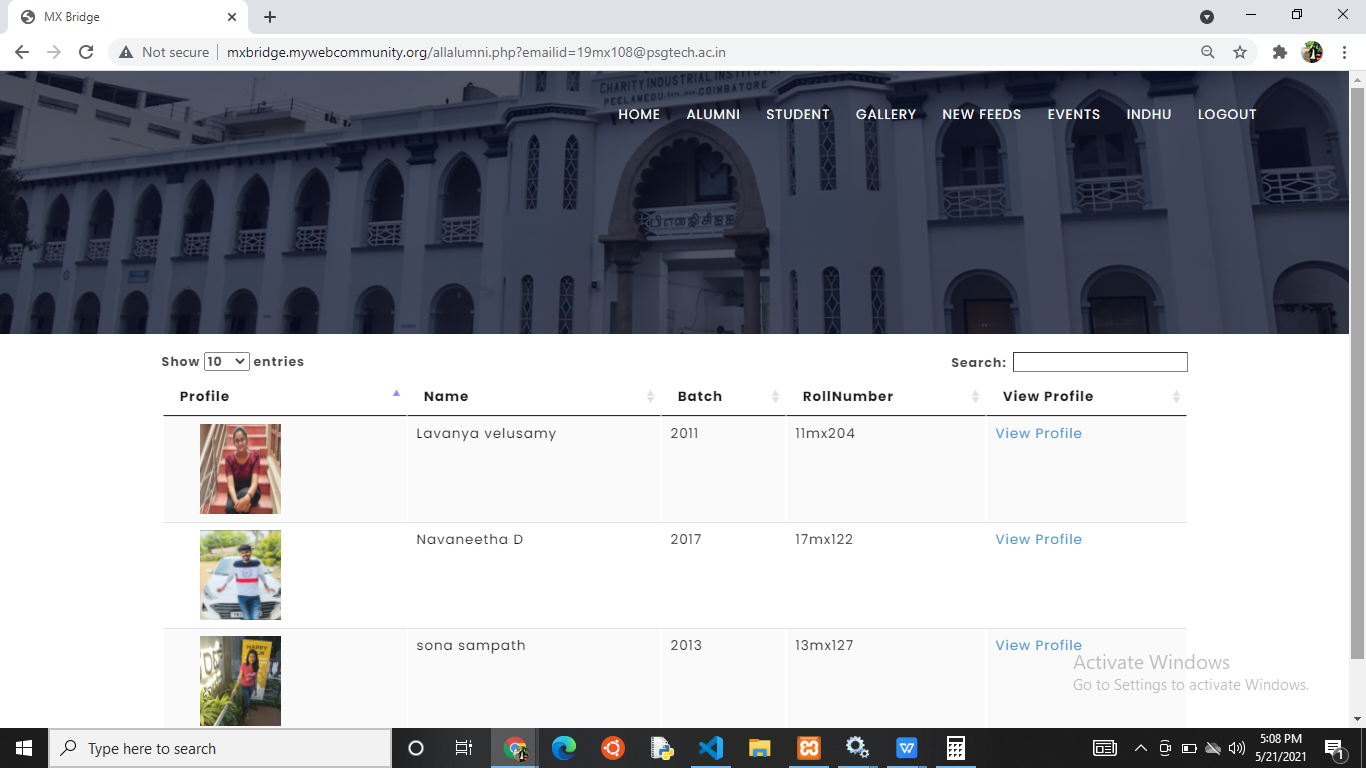 MX Bridge
Not secure
mxbridge.mywebcommunity.org/allalumni.php?emailid=19mx108@psgtech.ac.in
CHARITY INDUSTRIAL INSTITUTE
PEELAMEDU COIMBATORE
HOME ALUMNI STUDENT GALLERY NEW FEEDS EVENTS INDHU LOGOUT
Show 10 entries
Search:
Profile Name Batch RollNumber View Profile
Lavanya velusamy 2011 11mx204 View Profile
Navaneetha D 2017 17mx122 View Profile
HAPPY
sona sampath 2013 13mx127 View Profile
Activate Windows
Go to Settings to activate Windows.
Type here to search
W
5:08 PM
5/21/2021
1